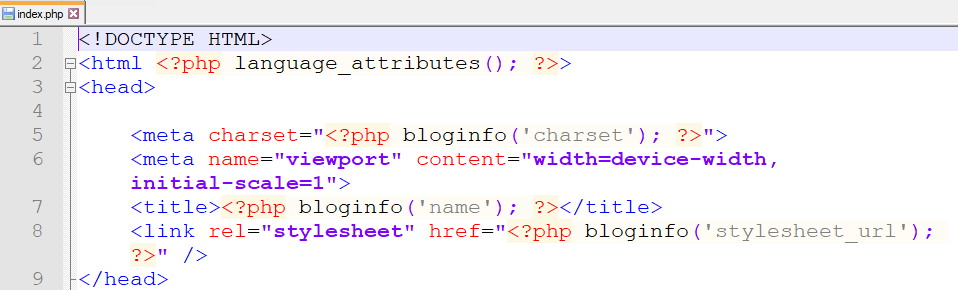 index.php
1 <!DOCTYPE HTML>
2 <html <?php language_attributes(); ?>>
3 <head>
4
5 <meta charset="<?php bloginfo('charset'); ?>">
6 <meta name="viewport" content="width=device-width,
initial-scale=1">
7 <title><?php bloginfo('name'); ?></title>
8 <link rel="stylesheet" href="<?php bloginfo('stylesheet_url');
?>" />
9 </head>